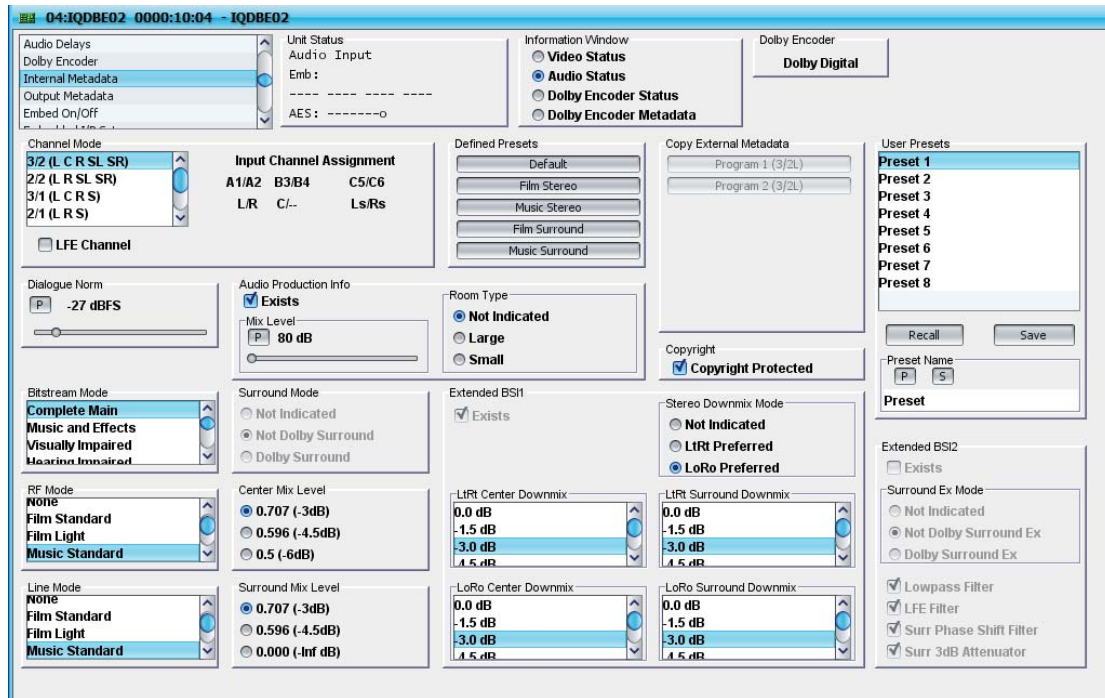 04:IQDBE02 0000:10:04 - IQDBE02
Audio Delays
Dolby Encoder
Internal Metadata
Output Metadata
Embed On/Off
Unit Status
Audio Input
Emb:
---- ---- ---- ----
AES: -------o
Information Window
Video Status
Audio Status
Dolby Encoder Status
Dolby Encoder Metadata
Dolby Encoder
Dolby Digital
Channel Mode
3/2 (L C R SL SR)
2/2 (L R SL SR)
3/1 (L C R S)
2/1 (L R S)
Input Channel Assignment
A1/A2 B3/B4 C5/C6
L/R C/-- Ls/Rs
LFE Channel
Defined Presets
Default
Film Stereo
Music Stereo
Film Surround
Music Surround
Copy External Metadata
Program 1 (3/2L)
Program 2 (3/2L)
User Presets
Preset 1
Preset 2
Preset 3
Preset 4
Preset 5
Preset 6
Preset 7
Preset 8
Recall Save
Preset Name
P S
Preset
Dialogue Norm
P -27 dBFS
Audio Production Info
Exists
Mix Level
P 80 dB
Room Type
Not Indicated
Large
Small
Copyright
Copyright Protected
Bitstream Mode
Complete Main
Music and Effects
Visually Impaired
Hearing Impaired
Surround Mode
Not Indicated
Not Dolby Surround
Dolby Surround
Extended BSI1
Exists
Stereo Downmix Mode
Not Indicated
LtRt Preferred
LoRo Preferred
Extended BSI2
Exists
Surround Ex Mode
Not Indicated
Not Dolby Surround Ex
Dolby Surround Ex
Lowpass Filter
LFE Filter
Surr Phase Shift Filter
Surr 3dB Attenuator
RF Mode
None
Film Standard
Film Light
Music Standard
Center Mix Level
0.707 (-3dB)
0.596 (-4.5dB)
0.5 (-6dB)
LtRt Center Downmix
0.0 dB
-1.5 dB
-3.0 dB
-4.5 dB
LtRt Surround Downmix
0.0 dB
-1.5 dB
-3.0 dB
-4.5 dB
Line Mode
None
Film Standard
Film Light
Music Standard
Surround Mix Level
0.707 (-3dB)
0.596 (-4.5dB)
0.000 (-Inf dB)
LoRo Center Downmix
0.0 dB
-1.5 dB
-3.0 dB
-4.5 dB
LoRo Surround Downmix
0.0 dB
-1.5 dB
-3.0 dB
-4.5 dB